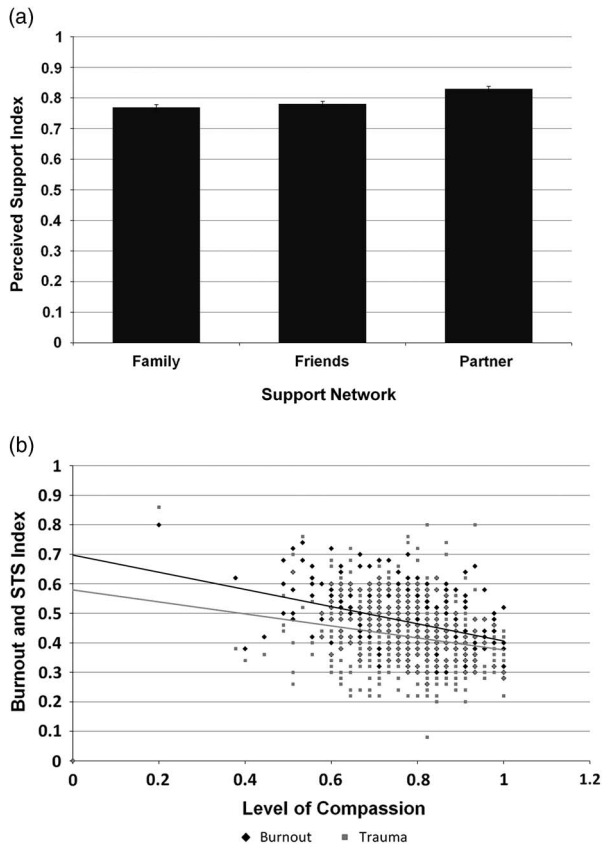 (a)
1
0.9
0.8
0.7
0.6
0.5
0.4
0.3
0.2
0.1
0
Perceived Support Index
Family Friends Partner
Support Network
(b)
1
0.9
0.8
0.7
0.6
0.5
0.4
0.3
0.2
0.1
0
Burnout and STS Index
0 0.2 0.4 0.6 0.8 1 1.2
Level of Compassion
Burnout Trauma